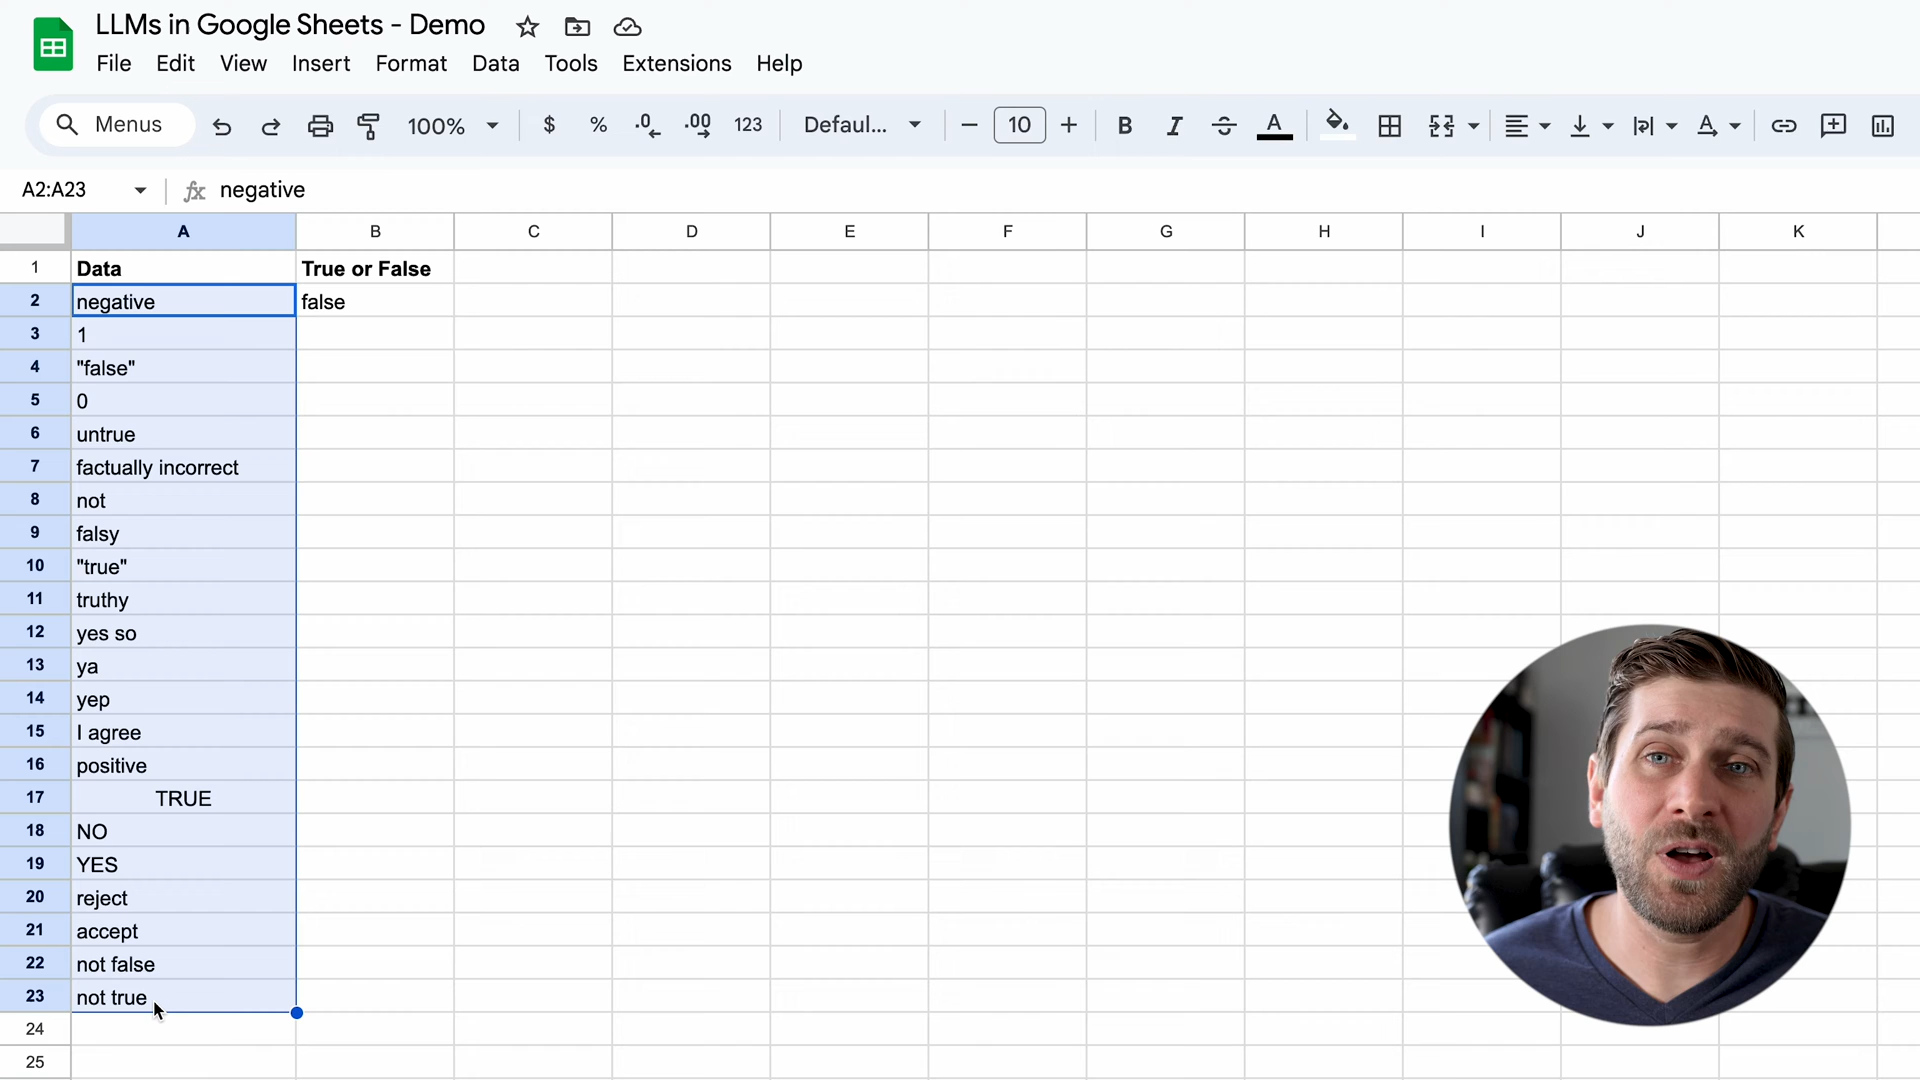 LLMs in Google Sheets - Demo
File Edit View Insert Format Data Tools Extensions Help
Menus 100% $ % .0 .00 123 Defaul... 10 B I S A
A2:A23 fx negative
A B C D E F G H I J K
1 Data True or False
2 negative false
3 1
4 "false"
5 0
6 untrue
7 factually incorrect
8 not
9 falsy
10 "true"
11 truthy
12 yes so
13 ya
14 yep
15 I agree
16 positive
17 TRUE
18 NO
19 YES
20 reject
21 accept
22 not false
23 not true
24
25